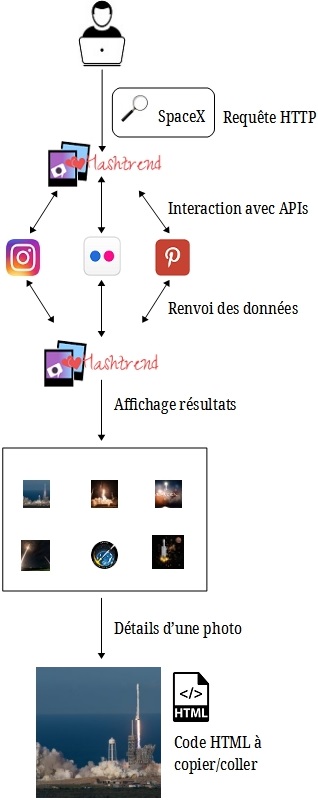 SpaceX
Requête HTTP
Hashtrend
Interaction avec APIs
Renvoi des données
Hashtrend
Affichage résultats
Détails d’une photo
</>
HTML
Code HTML à
copier/coller